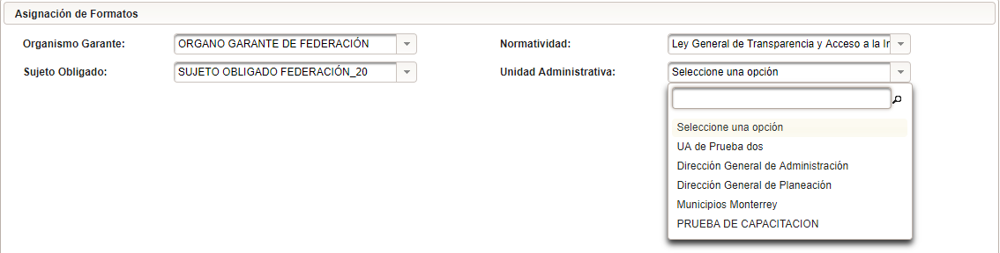 Asignación de Formatos
Organismo Garante: ORGANO GARANTE DE FEDERACIÓN Normatividad: Ley General de Transparencia y Acceso a la Ir
Sujeto Obligado: SUJETO OBLIGADO FEDERACIÓN_20 Unidad Administrativa: Seleccione una opción
Seleccione una opción
UA de Prueba dos
Dirección General de Administración
Dirección General de Planeación
Municipios Monterrey
PRUEBA DE CAPACITACION